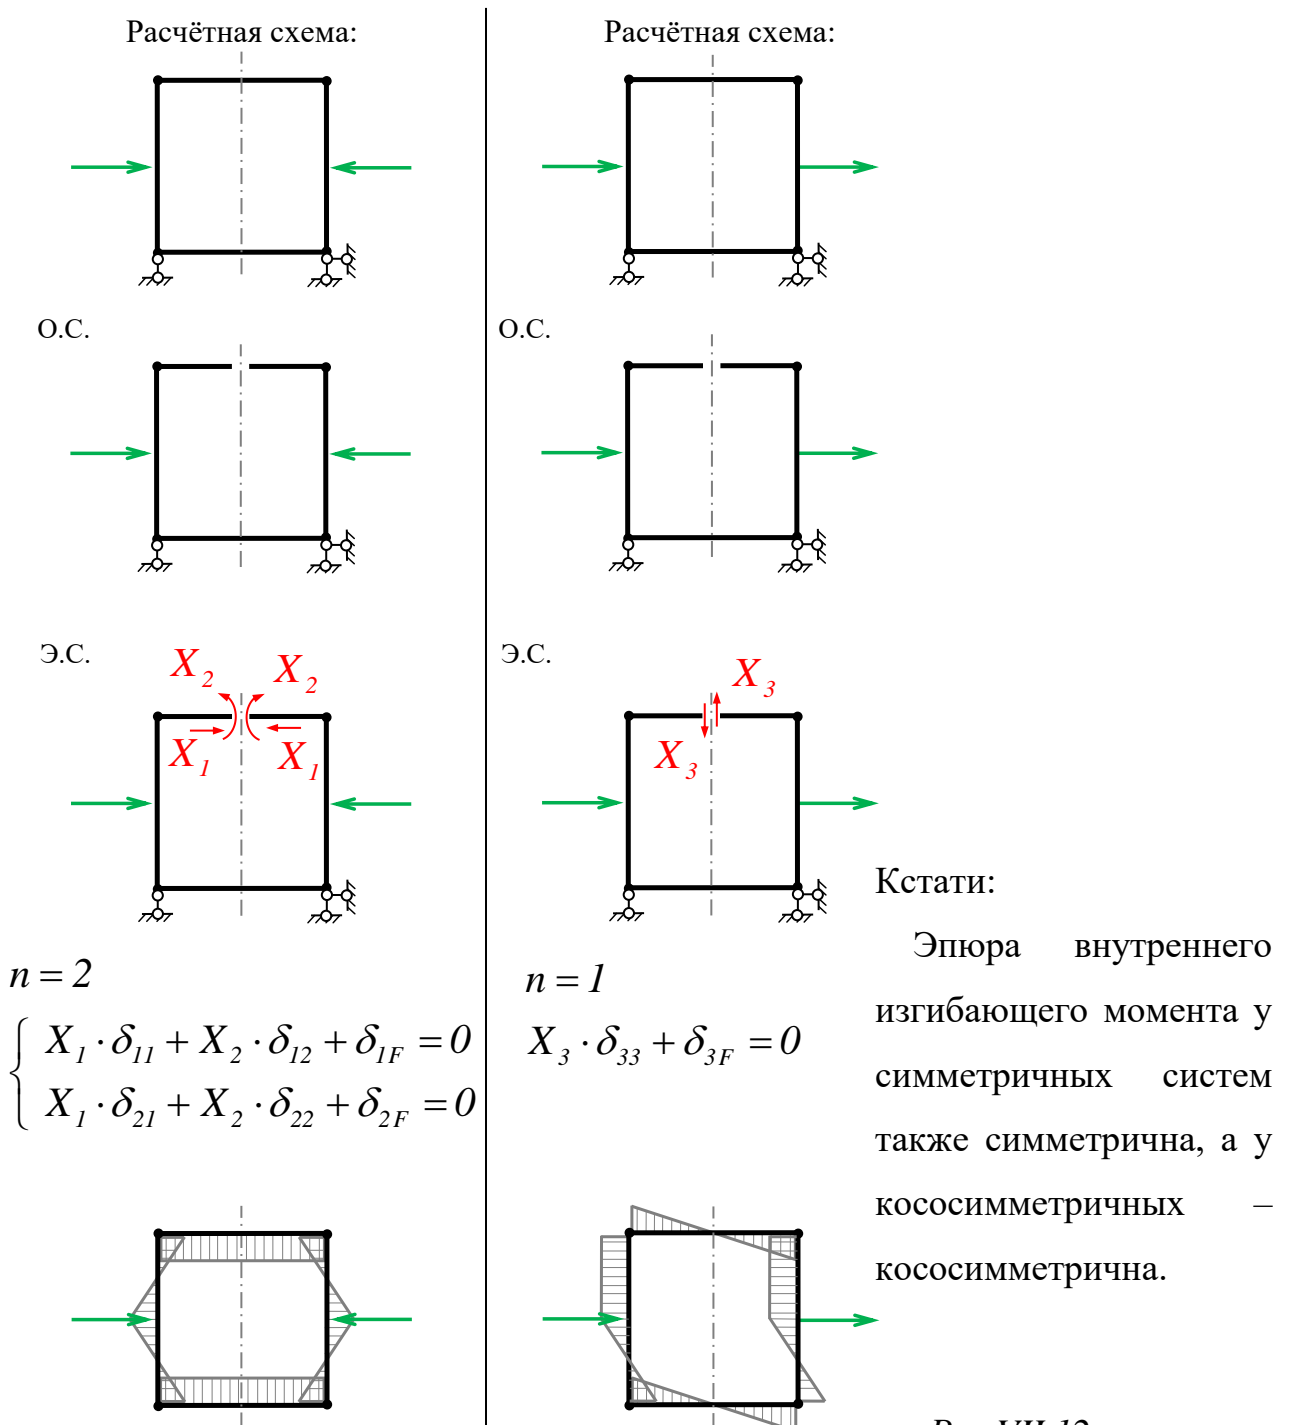 Расчётная схема:
О.С.
Э.С.
X₂ X₂
X₁ X₁
n = 2
X₁ · δ₁₁ + X₂ · δ₁₂ + δ₁F = 0
X₁ · δ₂₁ + X₂ · δ₂₂ + δ₂F = 0
Расчётная схема:
О.С.
Э.С.
X₃
X₃
n = 1
X₃ · δ₃₃ + δ₃F = 0
Кстати:
Эпюра внутреннего
изгибающего момента у
симметричных систем
также симметрична, а у
кососимметричных –
кососимметрична.